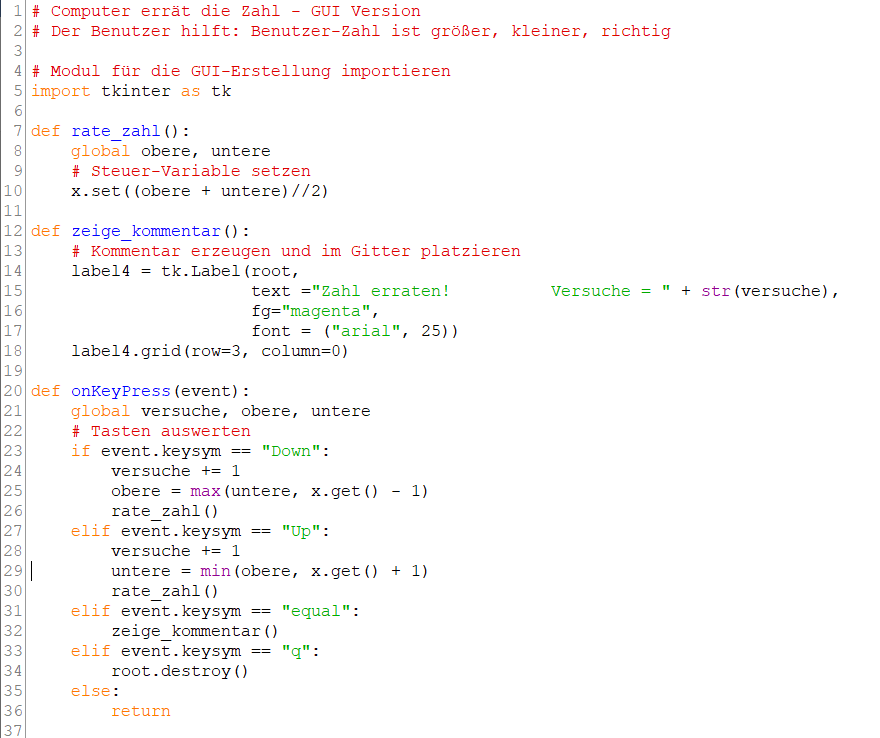 1 # Computer errät die Zahl - GUI Version
2 # Der Benutzer hilft: Benutzer-Zahl ist größer, kleiner, richtig
3
4 # Modul für die GUI-Erstellung importieren
5 import tkinter as tk
6
7 def rate_zahl():
8     global obere, untere
9     # Steuer-Variable setzen
10     x.set((obere + untere)//2)
11
12 def zeige_kommentar():
13     # Kommentar erzeugen und im Gitter platzieren
14     label4 = tk.Label(root,
15                       text ="Zahl erraten!          Versuche = " + str(versuche),
16                       fg="magenta",
17                       font = ("arial", 25))
18     label4.grid(row=3, column=0)
19
20 def onKeyPress(event):
21     global versuche, obere, untere
22     # Tasten auswerten
23     if event.keysym == "Down":
24         versuche += 1
25         obere = max(untere, x.get() - 1)
26         rate_zahl()
27     elif event.keysym == "Up":
28         versuche += 1
29         untere = min(obere, x.get() + 1)
30         rate_zahl()
31     elif event.keysym == "equal":
32         zeige_kommentar()
33     elif event.keysym == "q":
34         root.destroy()
35     else:
36         return
37